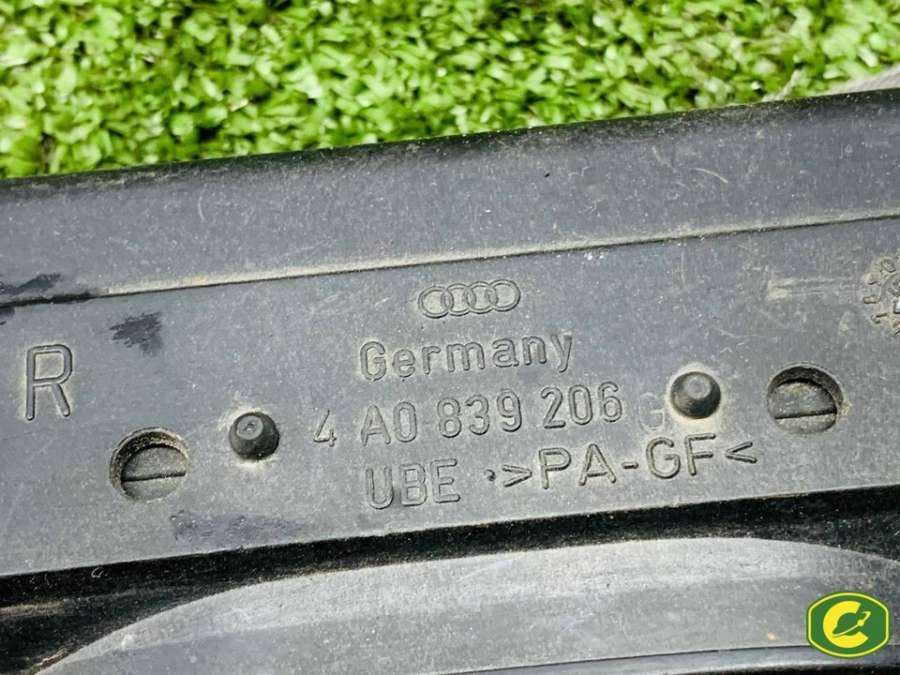 R
Germany
4 A0 839 206 G
UBE >PA-GF<